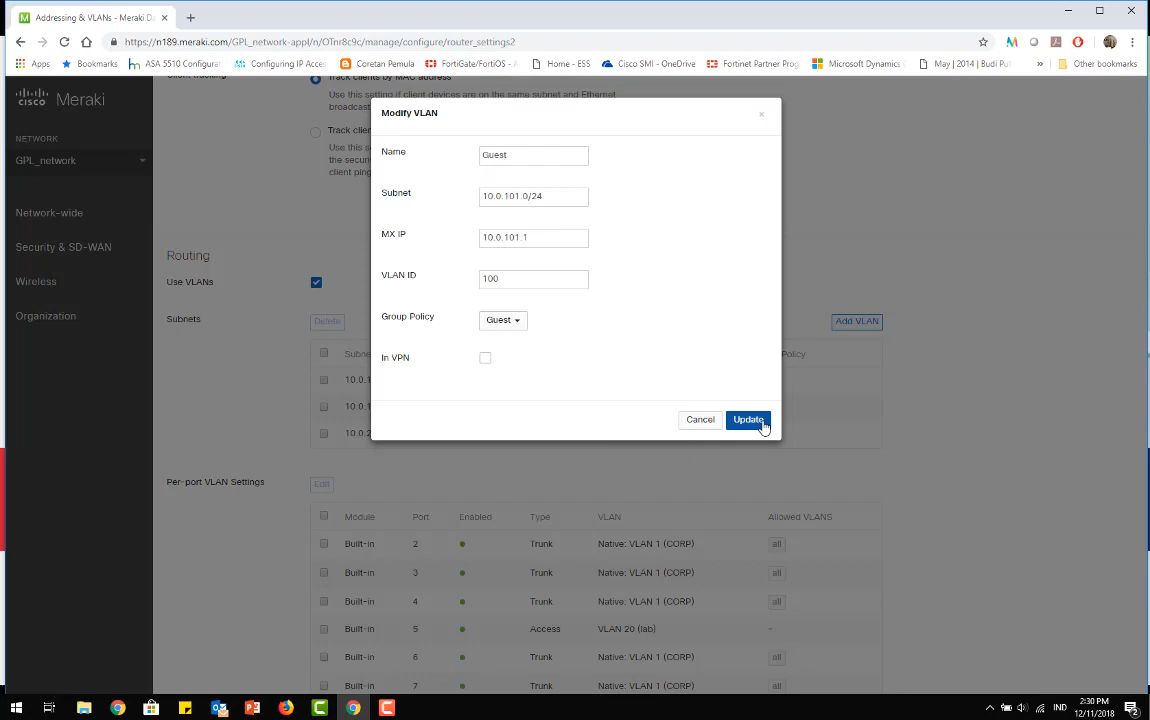 Addressing & VLANs - Meraki Da
https://n189.meraki.com/GPL_network-appl/n/OTnr8c9c/manage/configure/router_settings2
Apps Bookmarks ASA 5510 Configurat Configuring IP Acces Coretan Pemula FortiGate/FortiOS - Home - ESS Cisco SMI - OneDrive Fortinet Partner Prog Microsoft Dynamics May | 2014 | Budi Put » Other bookmarks
Track clients by MAC address
Use this setting if client devices are on the same subnet and Ethernet
broadcast
cisco Meraki
NETWORK
GPL_network
Network-wide
Security & SD-WAN
Wireless
Organization
Track clien
Use this s
the securit
client ping
Modify VLAN
×
Name Guest
Subnet 10.0.101.0/24
MX IP 10.0.101.1
VLAN ID 100
Group Policy Guest
In VPN
Cancel Update
Routing
Use VLANs
Subnets Delete Add VLAN
Subne Policy
10.0.1
10.0.1
10.0.2
Per-port VLAN Settings Edit
Module Port Enabled Type VLAN Allowed VLANS
Built-in 2 Trunk Native: VLAN 1 (CORP) all
Built-in 3 Trunk Native: VLAN 1 (CORP) all
Built-in 4 Trunk Native: VLAN 1 (CORP) all
Built-in 5 Access VLAN 20 (lab) -
Built-in 6 Trunk Native: VLAN 1 (CORP) all
Built-in 7 Trunk Native: VLAN 1 (CORP) all
IND
2:30 PM
12/11/2018
2